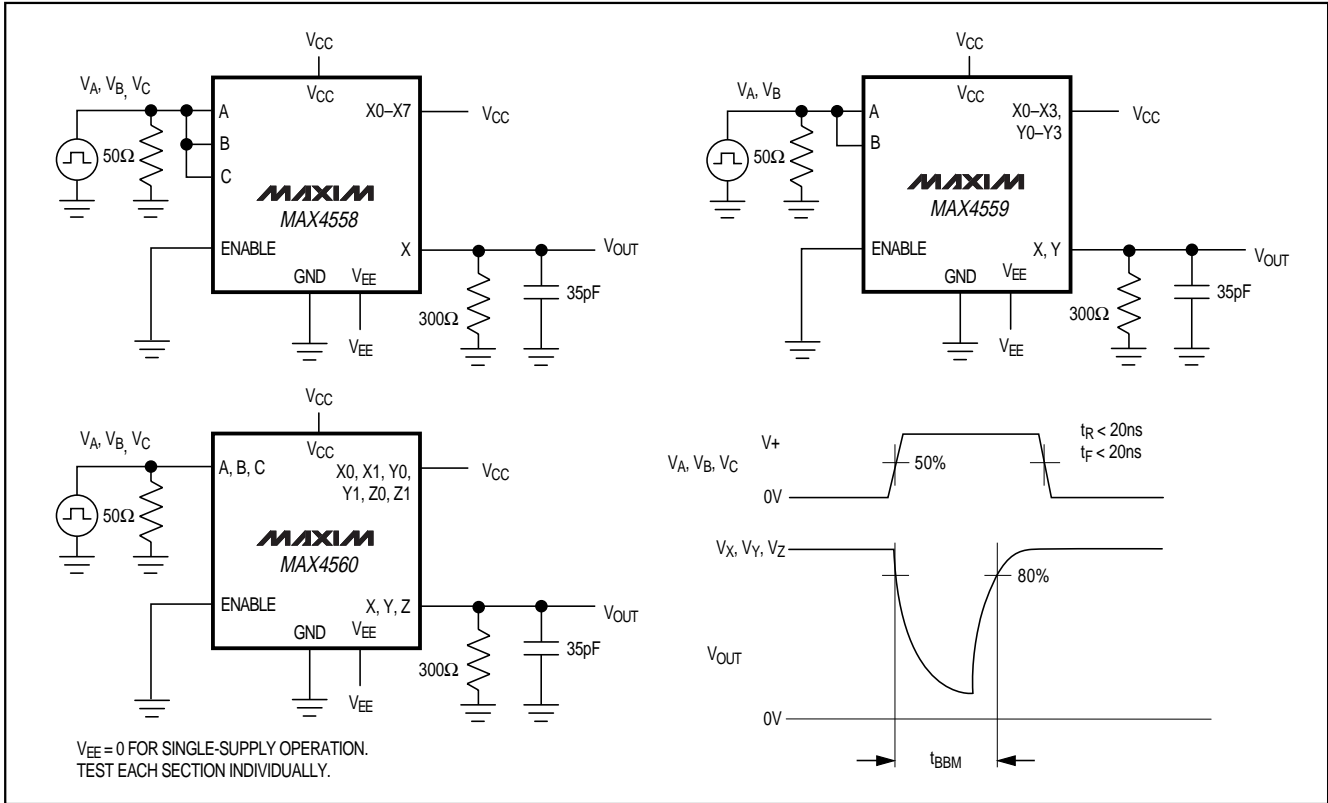 VCC
VA, VB, VC
VCC
A
X0–X7
VCC
50Ω
B
C
MAXIM
MAX4558
ENABLE
X
VOUT
GND
VEE
300Ω
35pF
VEE
VCC
VA, VB
VCC
A
X0–X3,
Y0–Y3
VCC
50Ω
B
MAXIM
MAX4559
ENABLE
X, Y
VOUT
GND
VEE
300Ω
35pF
VEE
VCC
VA, VB, VC
VCC
A, B, C
X0, X1, Y0,
Y1, Z0, Z1
VCC
50Ω
MAXIM
MAX4560
ENABLE
X, Y, Z
VOUT
GND
VEE
300Ω
35pF
VEE
VEE = 0 FOR SINGLE-SUPPLY OPERATION.
TEST EACH SECTION INDIVIDUALLY.
V+
tR < 20ns
tF < 20ns
VA, VB, VC
50%
0V
VX, VY, VZ
80%
VOUT
0V
tBBM